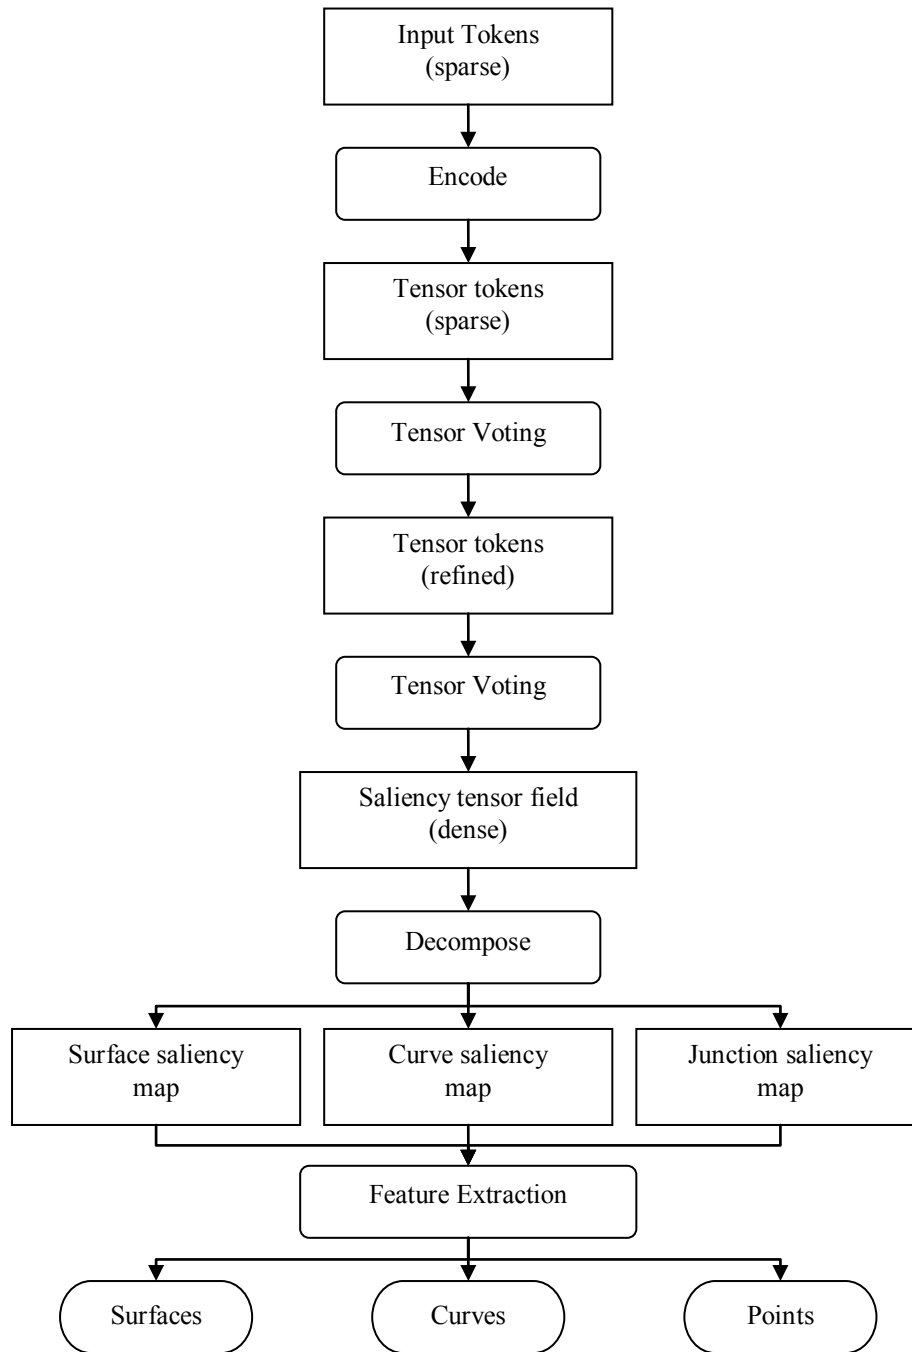 Input Tokens
(sparse)
Encode
Tensor tokens
(sparse)
Tensor Voting
Tensor tokens
(refined)
Tensor Voting
Saliency tensor field
(dense)
Decompose
Surface saliency
map
Curve saliency
map
Junction saliency
map
Feature Extraction
Surfaces
Curves
Points